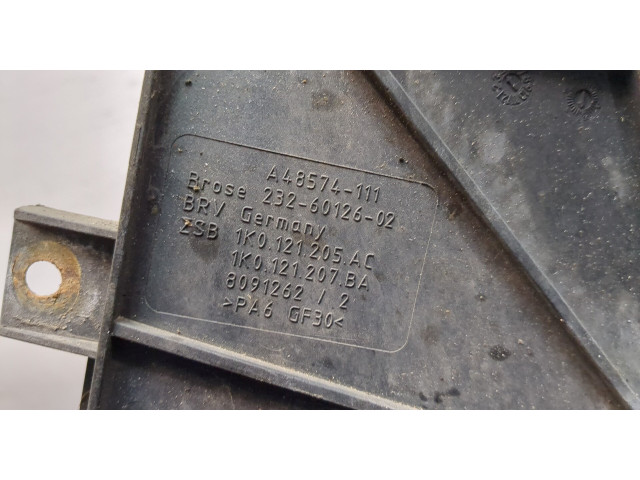 A48574-111
Brose 232-60126-02
BRV Germany
ZSB 1K0.121.205.AC
1K0.121.207.BA
8091262 / 2
>PA6 GF30<